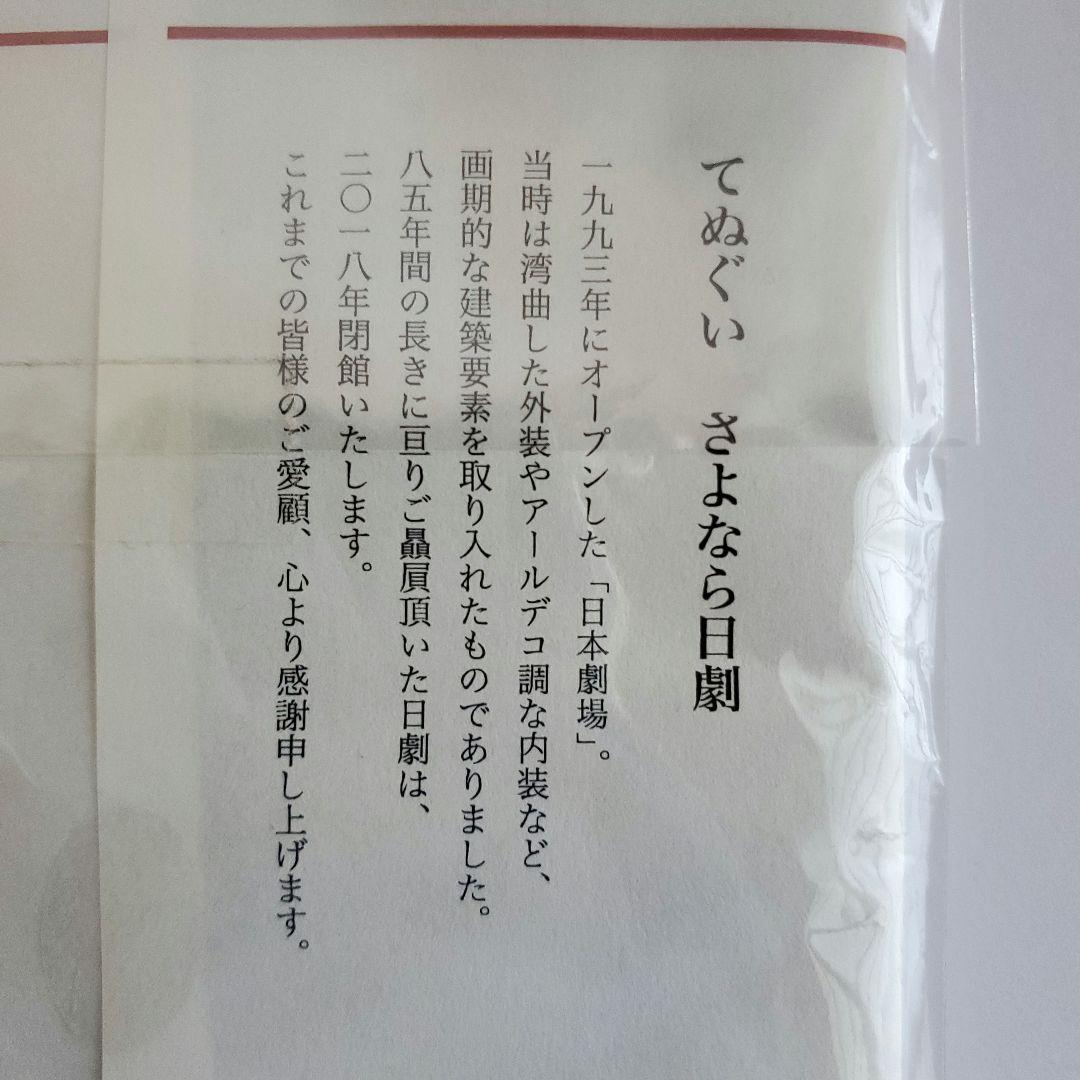 てぬぐい　さよなら日劇
一九九三年にオープンした「日本劇場」。
当時は湾曲した外装やアールデコ調な内装など、
画期的な建築要素を取り入れたものでありました。
八五年間の長きに亘りご贔屓頂いた日劇は、
二〇一八年閉館いたします。
これまでの皆様のご愛顧、心より感謝申し上げます。